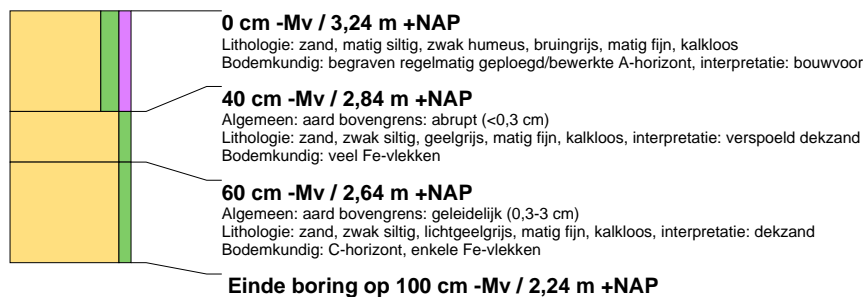 0 cm -Mv / 3,24 m +NAP
Lithologie: zand, matig siltig, zwak humeus, bruingrijs, matig fijn, kalkloos
Bodemkundig: begraven regelmatig geploegd/bewerkte A-horizont, interpretatie: bouwvoor
40 cm -Mv / 2,84 m +NAP
Algemeen: aard bovengrens: abrupt (<0,3 cm)
Lithologie: zand, zwak siltig, geelgrijs, matig fijn, kalkloos, interpretatie: verspoeld dekzand
Bodemkundig: veel Fe-vlekken
60 cm -Mv / 2,64 m +NAP
Algemeen: aard bovengrens: geleidelijk (0,3-3 cm)
Lithologie: zand, zwak siltig, lichtgeelgrijs, matig fijn, kalkloos, interpretatie: dekzand
Bodemkundig: C-horizont, enkele Fe-vlekken
Einde boring op 100 cm -Mv / 2,24 m +NAP